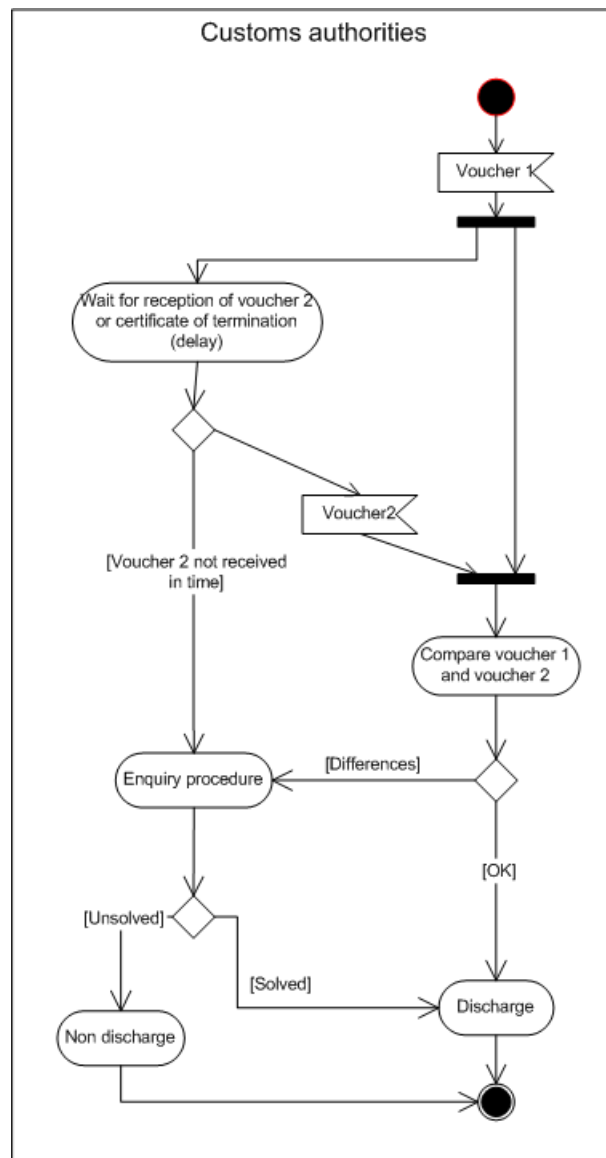 Customs authorities
Voucher 1
Wait for reception of voucher 2
or certificate of termination
(delay)
Voucher2
[Voucher 2 not received
in time]
Compare voucher 1
and voucher 2
[Differences]
Enquiry procedure
[OK]
[Unsolved]
[Solved]
Discharge
Non discharge